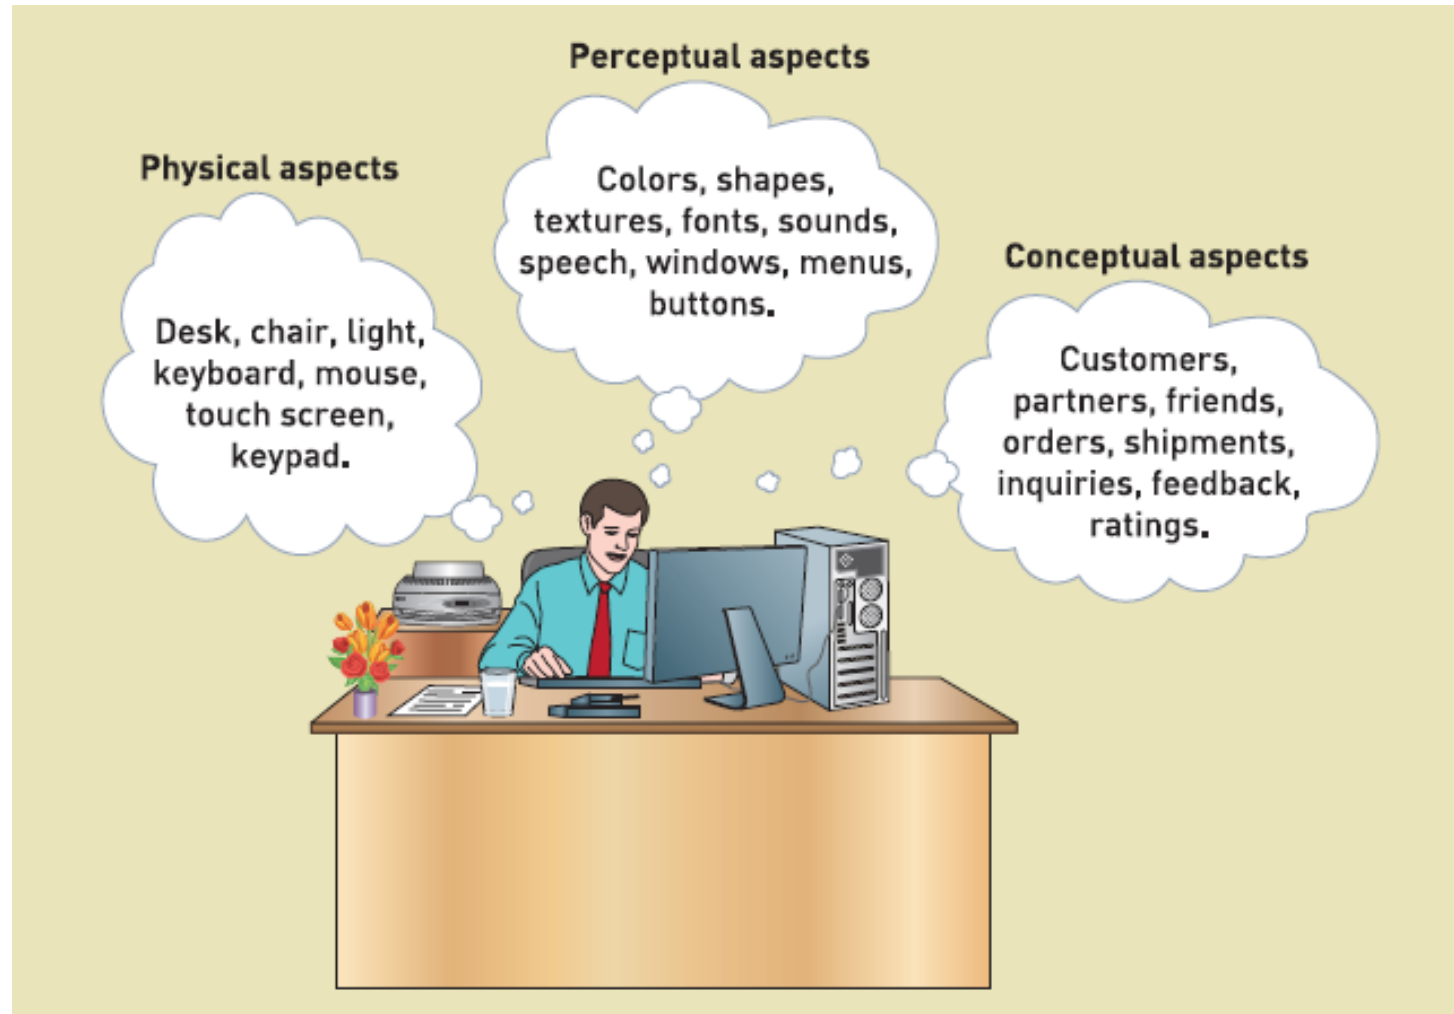 Perceptual aspects
Colors, shapes,
textures, fonts, sounds,
speech, windows, menus,
buttons.
Physical aspects
Desk, chair, light,
keyboard, mouse,
touch screen,
keypad.
Conceptual aspects
Customers,
partners, friends,
orders, shipments,
inquiries, feedback,
ratings.